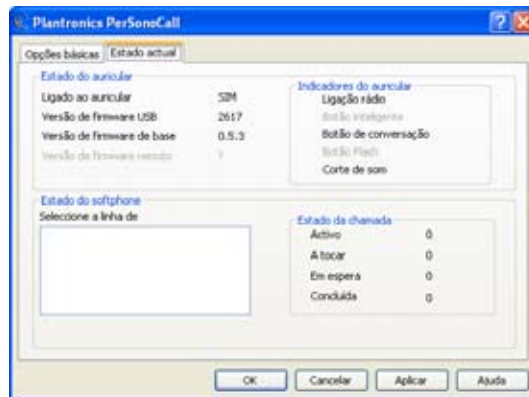 Plantronics PerSonoCall
Opções básicas
Estado actual
Estado do auricular
Ligado ao auricular SIM
Versão de firmware USB 2617
Versão de firmware de base 0.5.3
Versão de firmware remoto ?
Indicadores do auricular
Ligação rádio
Botão inteligente
Botão de conversação
Botão Flash
Corte de som
Estado do softphone
Seleccione a linha de
Estado da chamada
Activo 0
A tocar 0
Em espera 0
Concluída 0
OK
Cancelar
Aplicar
Ajuda